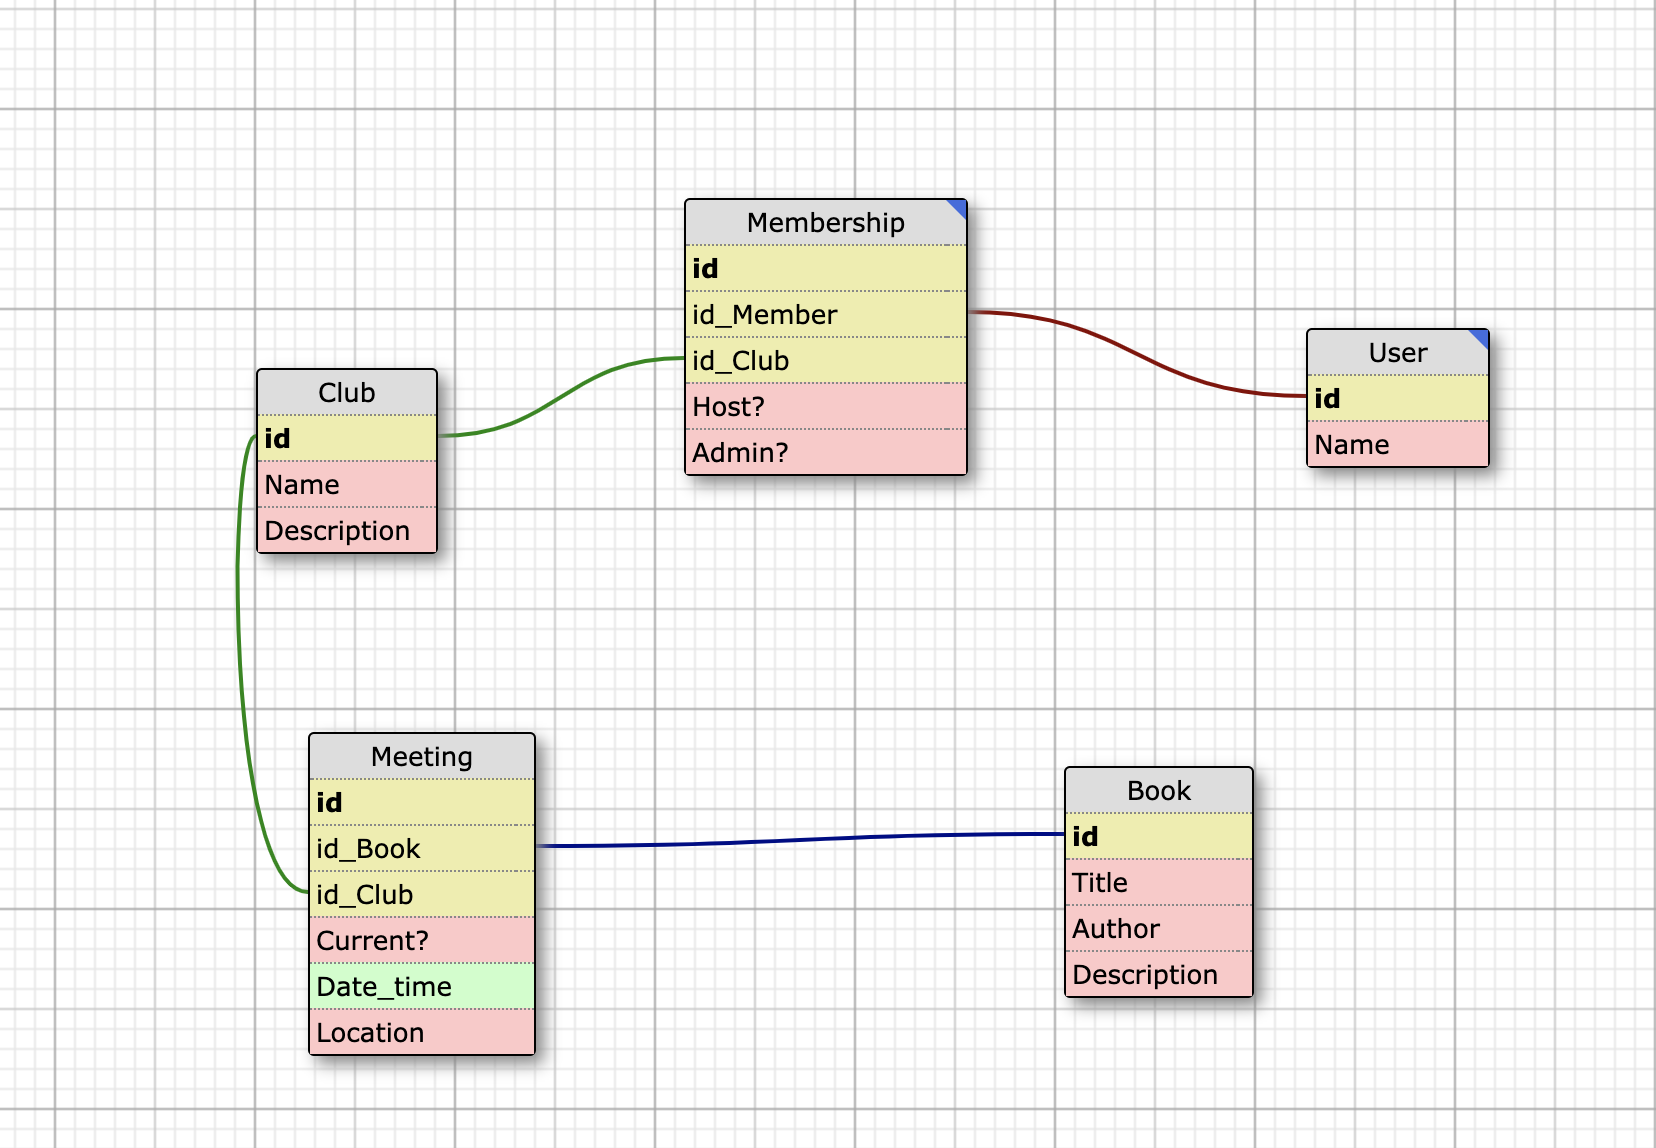 Membership
id
id_Member
id_Club
Host?
Admin?
User
id
Name
Club
id
Name
Description
Meeting
id
id_Book
id_Club
Current?
Date_time
Location
Book
id
Title
Author
Description